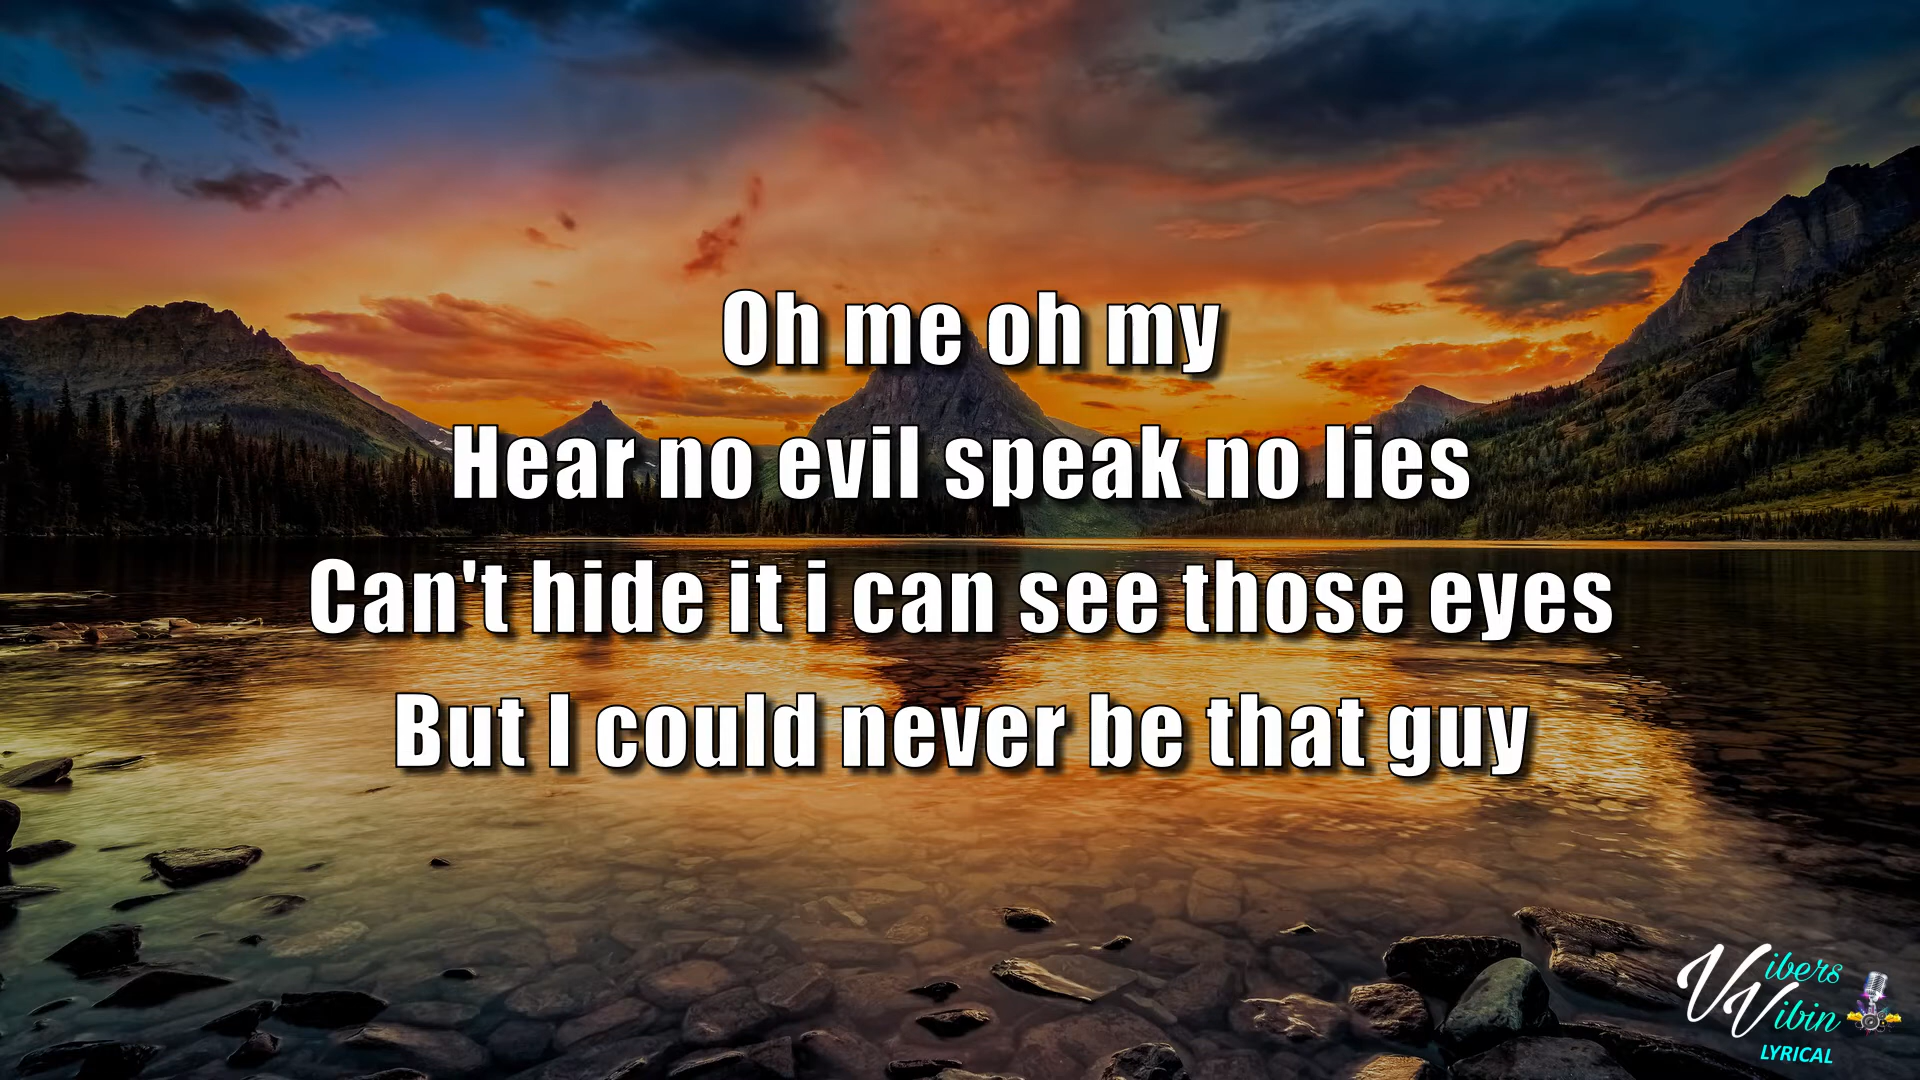 Oh me oh my
Hear no evil speak no lies
Can't hide it i can see those eyes
But I could never be that guy
Vibers
Vibin
LYRICAL